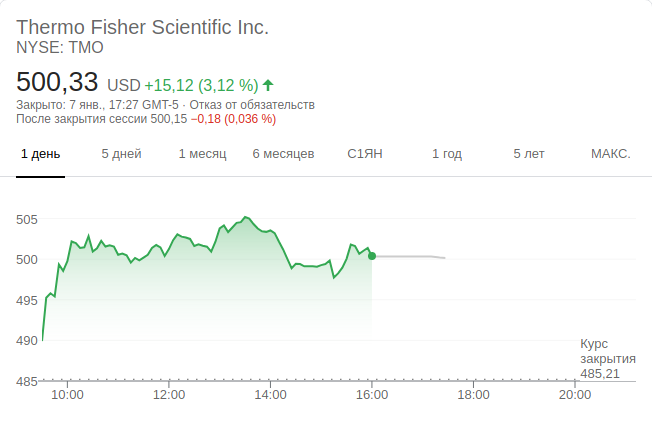 Thermo Fisher Scientific Inc.
NYSE: TMO
500,33 USD +15,12 (3,12 %)
Закрыто: 7 янв., 17:27 GMT-5 · Отказ от обязательств
После закрытия сессии 500,15 −0,18 (0,036 %)
1 день 5 дней 1 месяц 6 месяцев С1ЯН 1 год 5 лет МАКС.
505
500
495
490
Курс
закрытия
485,21
485
10:00 12:00 14:00 16:00 18:00 20:00